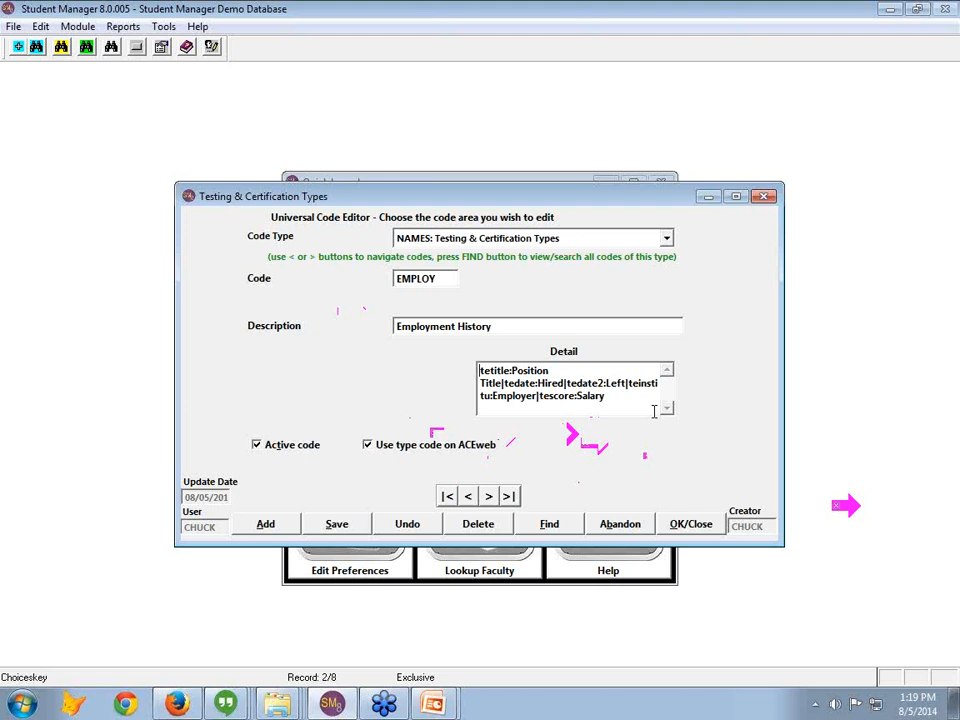 Student Manager 8.0.005 - Student Manager Demo Database
File Edit Module Reports Tools Help
Testing & Certification Types
Universal Code Editor - Choose the code area you wish to edit
Code Type NAMES: Testing & Certification Types
(use < or > buttons to navigate codes, press FIND button to view/search all codes of this type)
Code EMPLOY
Description Employment History
Detail
tetitle:Position
Title|tedate:Hired|tedate2:Left|teinsti
tu:Employer|tescore:Salary
Active code Use type code on ACEweb
Update Date
08/05/201 |< < > >|
User Creator
CHUCK Add Save Undo Delete Find Abandon OK/Close CHUCK
Edit Preferences Lookup Faculty Help
Choiceskey Record: 2/8 Exclusive
SM8
1:19 PM
8/5/2014